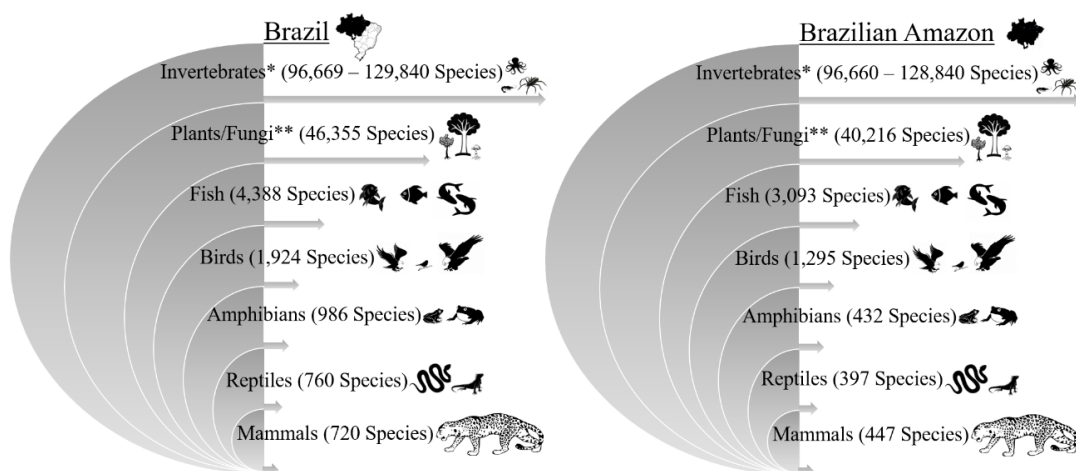 Brazil
Invertebrates* (96,669 – 129,840 Species)
Plants/Fungi** (46,355 Species)
Fish (4,388 Species)
Birds (1,924 Species)
Amphibians (986 Species)
Reptiles (760 Species)
Mammals (720 Species)
Brazilian Amazon
Invertebrates* (96,660 – 128,840 Species)
Plants/Fungi** (40,216 Species)
Fish (3,093 Species)
Birds (1,295 Species)
Amphibians (432 Species)
Reptiles (397 Species)
Mammals (447 Species)